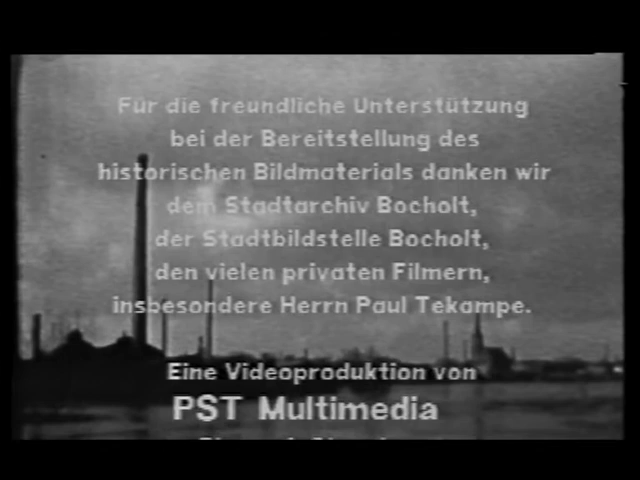 Für die freundliche Unterstützung
bei der Bereitstellung des
historischen Bildmaterials danken wir
dem Stadtarchiv Bocholt,
der Stadtbildstelle Bocholt,
den vielen privaten Filmern,
insbesondere Herrn Paul Tekampe.
Eine Videoproduktion von
PST Multimedia